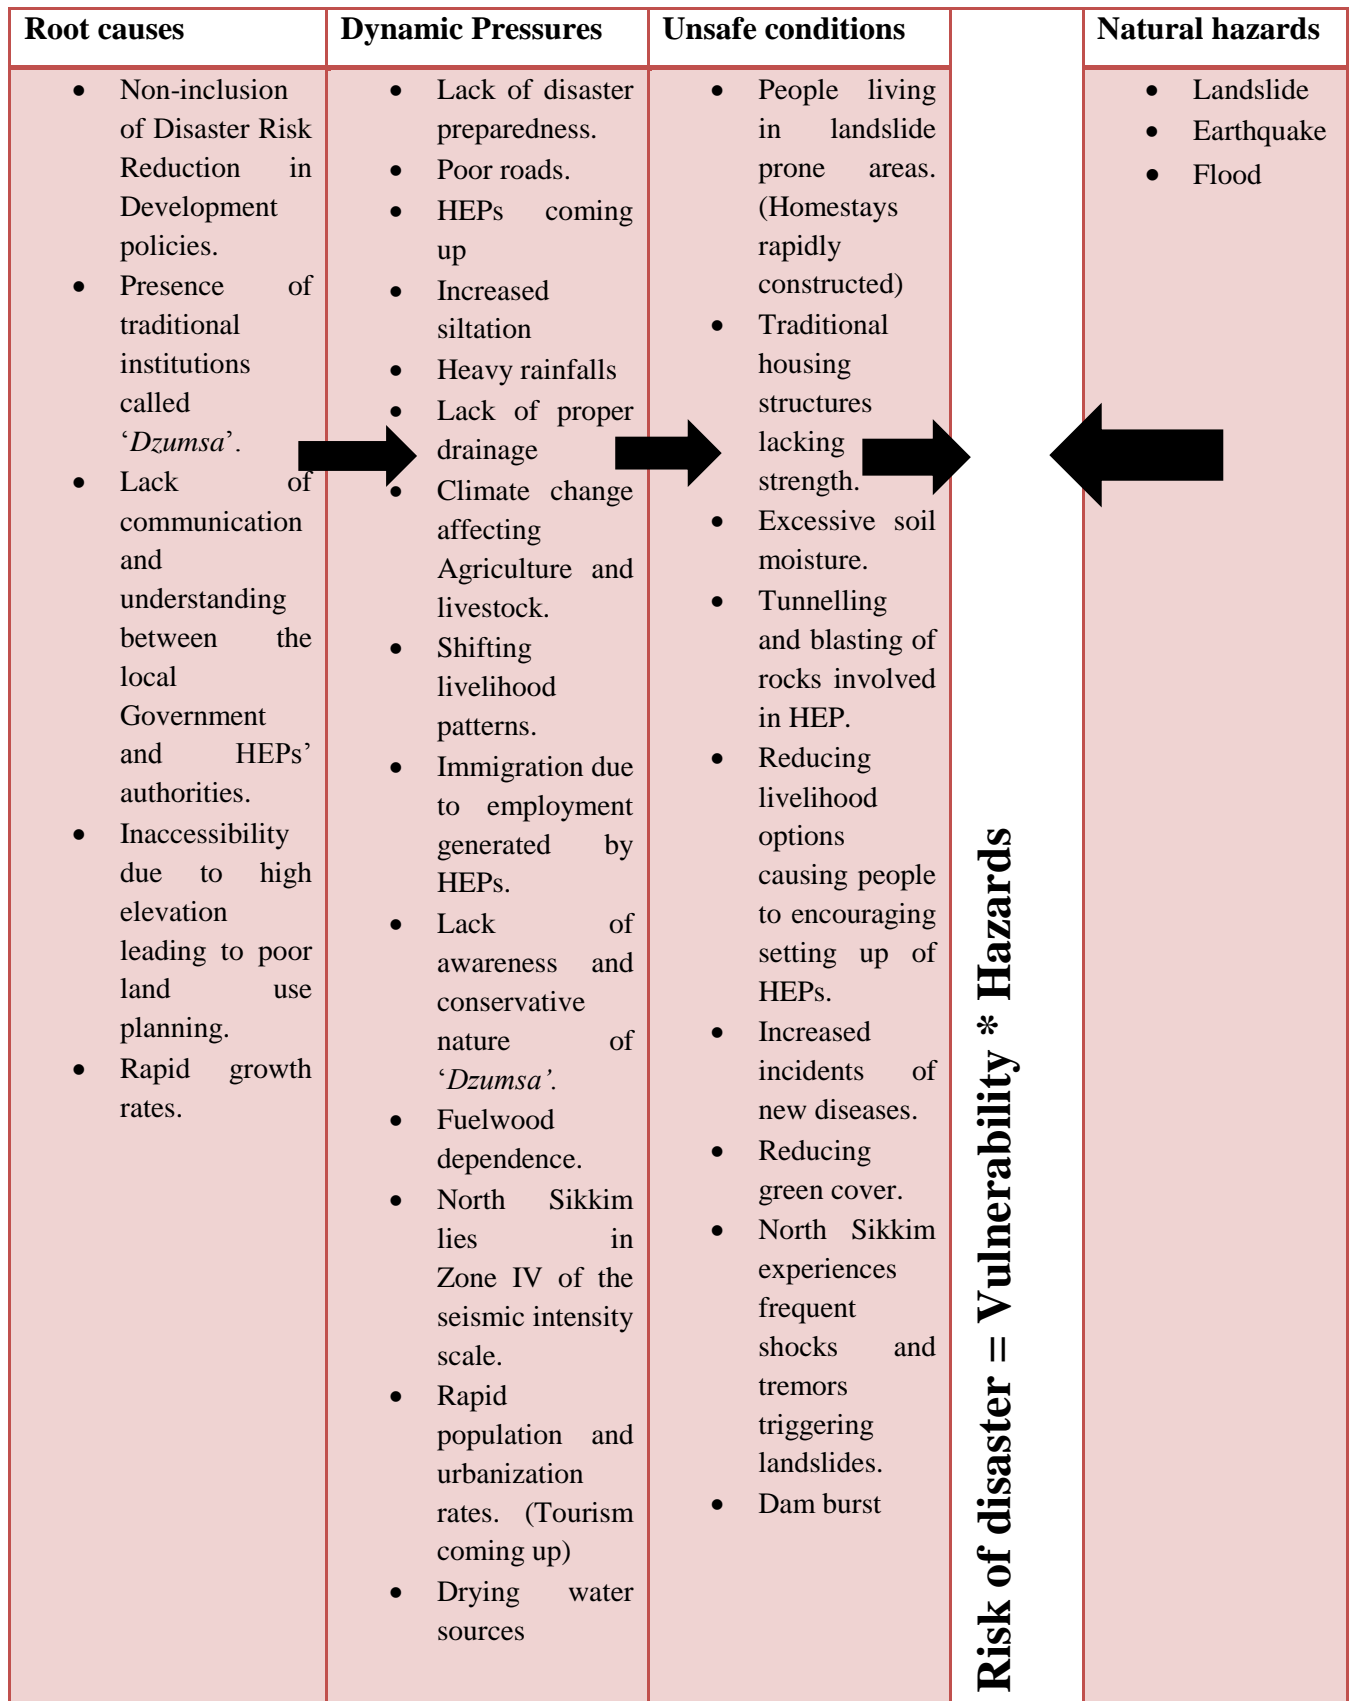 Root causes
• Non-inclusion
of Disaster Risk
Reduction in
Development
policies.
• Presence of
traditional
institutions
called
‘Dzumsa’.
• Lack of
communication
and
understanding
between the
local
Government
and HEPs’
authorities.
• Inaccessibility
due to high
elevation
leading to poor
land use
planning.
• Rapid growth
rates.
Dynamic Pressures
• Lack of disaster
preparedness.
• Poor roads.
• HEPs coming
up
• Increased
siltation
• Heavy rainfalls
• Lack of proper
drainage
• Climate change
affecting
Agriculture and
livestock.
• Shifting
livelihood
patterns.
• Immigration due
to employment
generated by
HEPs.
• Lack of
awareness and
conservative
nature of
‘Dzumsa’.
• Fuelwood
dependence.
• North Sikkim
lies in
Zone IV of the
seismic intensity
scale.
• Rapid
population and
urbanization
rates. (Tourism
coming up)
• Drying water
sources
Unsafe conditions
• People living
in landslide
prone areas.
(Homestays
rapidly
constructed)
• Traditional
housing
structures
lacking
strength.
• Excessive soil
moisture.
• Tunnelling
and blasting of
rocks involved
in HEP.
• Reducing
livelihood
options
causing people
to encouraging
setting up of
HEPs.
• Increased
incidents of
new diseases.
• Reducing
green cover.
• North Sikkim
experiences
frequent
shocks and
tremors
triggering
landslides.
• Dam burst
Risk of disaster = Vulnerability * Hazards
Natural hazards
• Landslide
• Earthquake
• Flood